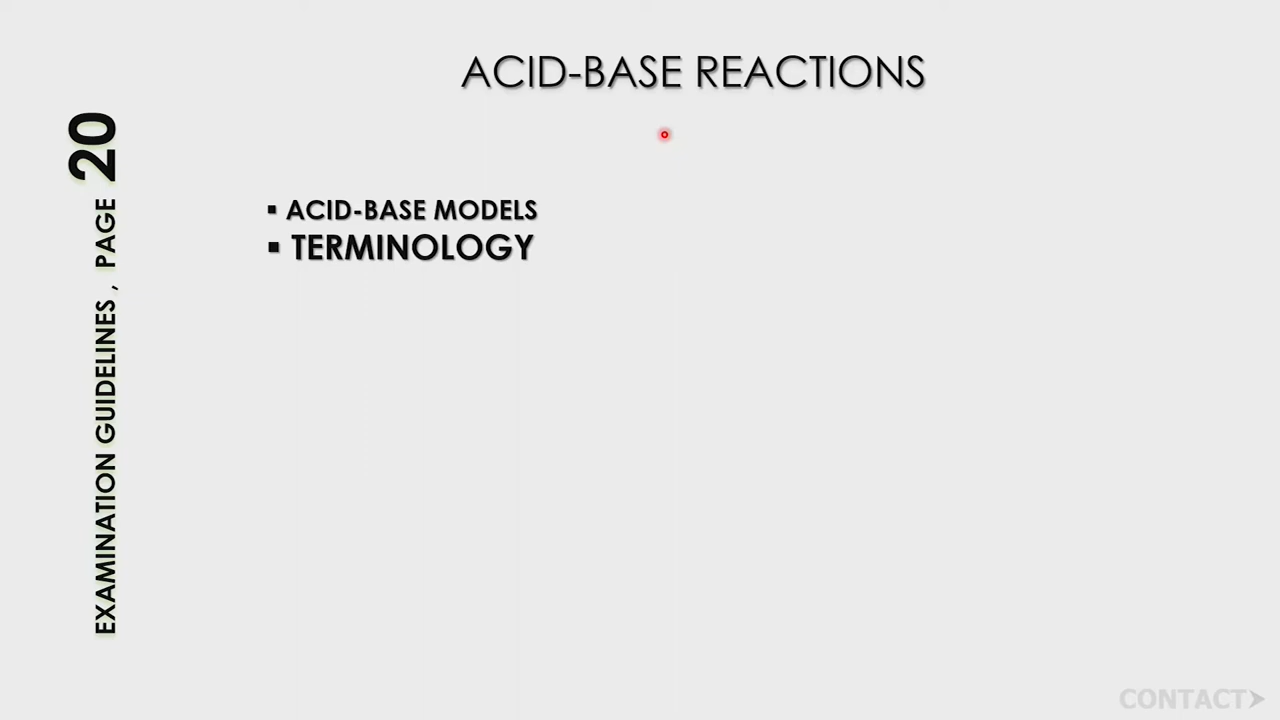 ACID-BASE REACTIONS
EXAMINATION GUIDELINES , PAGE 20
▪ ACID-BASE MODELS
▪ TERMINOLOGY
CONTACT